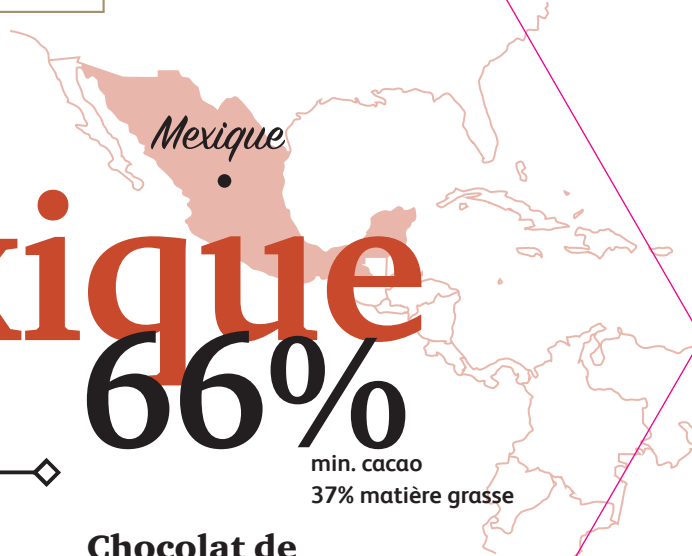 Mexique
xique
66%
min. cacao
37% matière grasse
Chocolat de